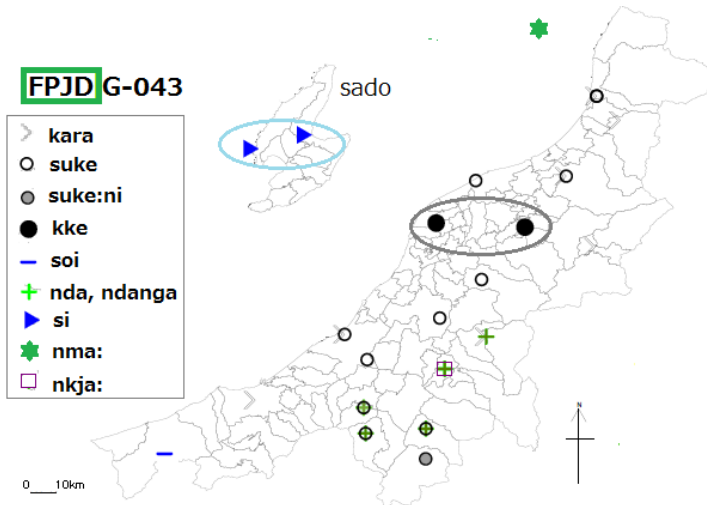 FPJD G-043
sado
kara
suke
suke:ni
kke
soi
nda, ndanga
si
nma:
nkja:
N
0 10km